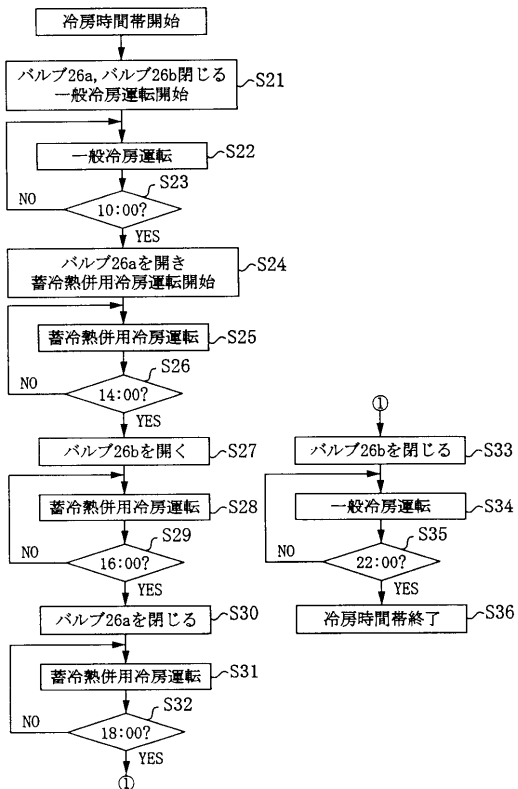 冷房時間帯開始
バルブ26a,バルブ26b閉じる
一般冷房運転開始
S21
一般冷房運転
S22
S23
10:00?
NO
YES
バルブ26aを開き
蓄冷熱併用冷房運転開始
S24
蓄冷熱併用冷房運転
S25
S26
14:00?
NO
YES
バルブ26bを開く
S27
蓄冷熱併用冷房運転
S28
S29
16:00?
NO
YES
バルブ26aを閉じる
S30
蓄冷熱併用冷房運転
S31
S32
18:00?
NO
YES
①
①
バルブ26bを閉じる
S33
一般冷房運転
S34
S35
22:00?
NO
YES
冷房時間帯終了
S36